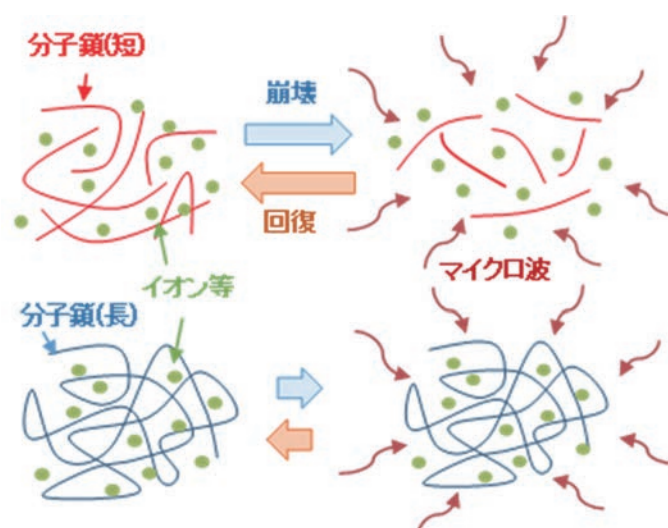 分子鎖(短)
崩壊
回復
マイクロ波
イオン等
分子鎖(長)